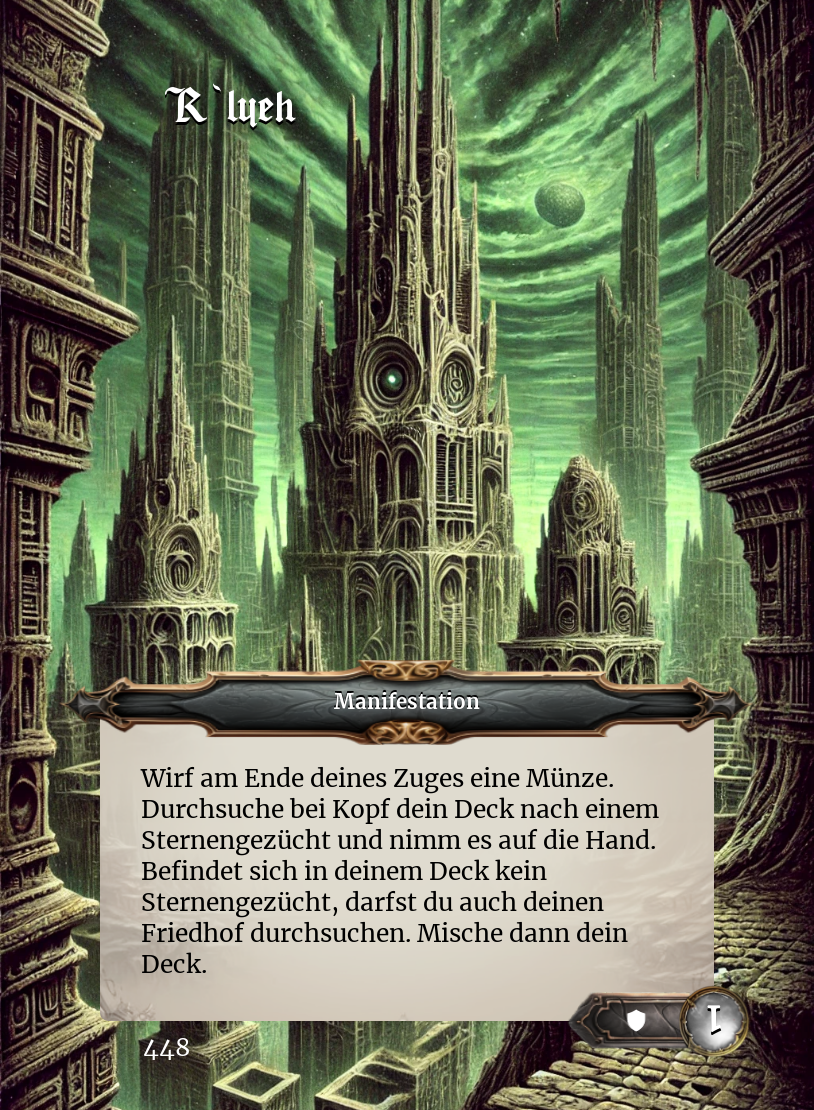 R`lyeh
Manifestation
Wirf am Ende deines Zuges eine Münze.
Durchsuche bei Kopf dein Deck nach einem
Sternengezücht und nimm es auf die Hand.
Befindet sich in deinem Deck kein
Sternengezücht, darfst du auch deinen
Friedhof durchsuchen. Mische dann dein
Deck.
448